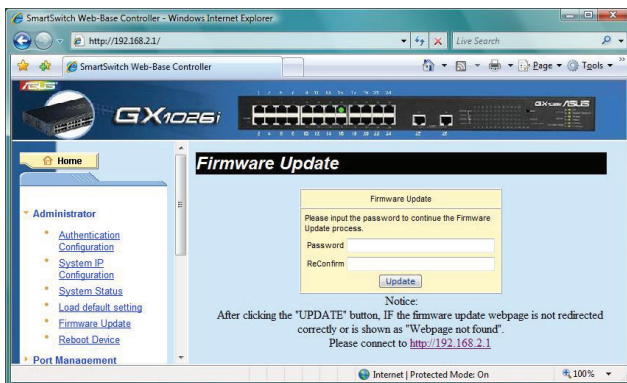 SmartSwitch Web-Base Controller - Windows Internet Explorer
http://192.168.2.1/
Live Search
SmartSwitch Web-Base Controller
Page
Tools
ASUS
GX1026i
ASUS
Home
Firmware Update
Administrator
Authentication
Configuration
System IP
Configuration
System Status
Load default setting
Firmware Update
Reboot Device
Port Management
Firmware Update
Please input the password to continue the Firmware
Update process.
Password
ReConfirm
Update
Notice:
After clicking the "UPDATE" button, IF the firmware update webpage is not redirected
correctly or is shown as "Webpage not found".
Please connect to http://192.168.2.1
Internet | Protected Mode: On
100%